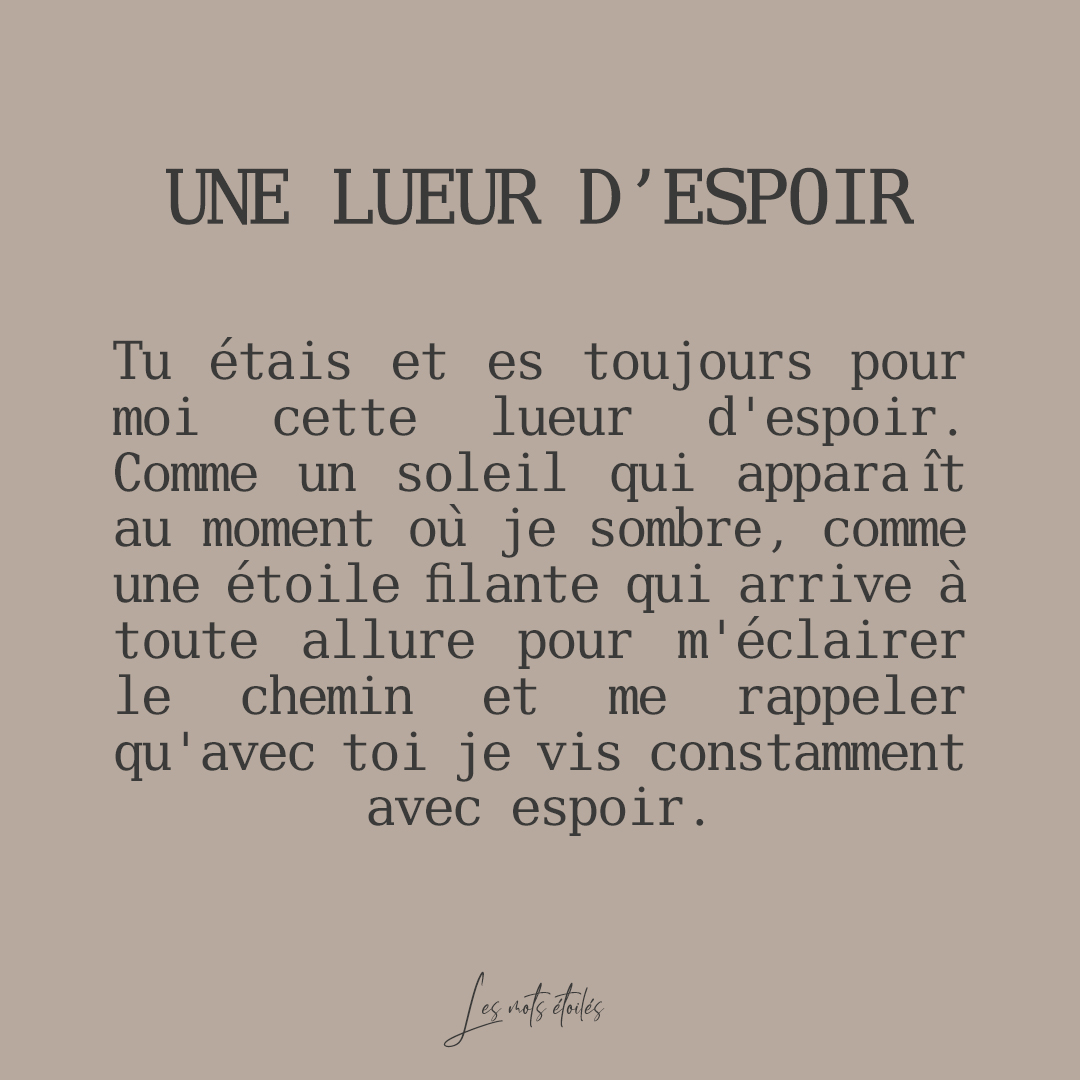 UNE LUEUR D’ESPOIR
Tu étais et es toujours pour
moi cette lueur d'espoir.
Comme un soleil qui apparaît
au moment où je sombre, comme
une étoile filante qui arrive à
toute allure pour m'éclairer
le chemin et me rappeler
qu'avec toi je vis constamment
avec espoir.
Les mots étoilés